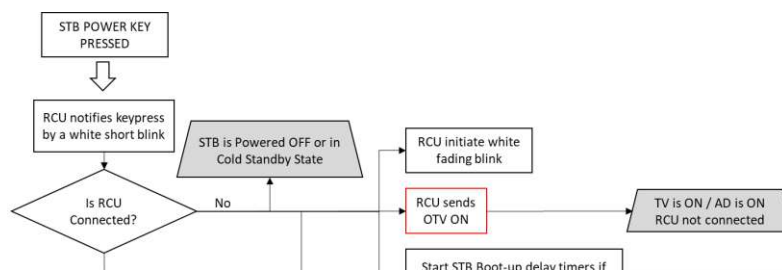 STB POWER KEY
PRESSED
RCU notifies keypress
by a white short blink
STB is Powered OFF or in
Cold Standby State
RCU initiate white
fading blink
Is RCU
Connected?
No
RCU sends
OTV ON
TV is ON / AD is ON
RCU not connected
Start STB Boot-up delay timers if